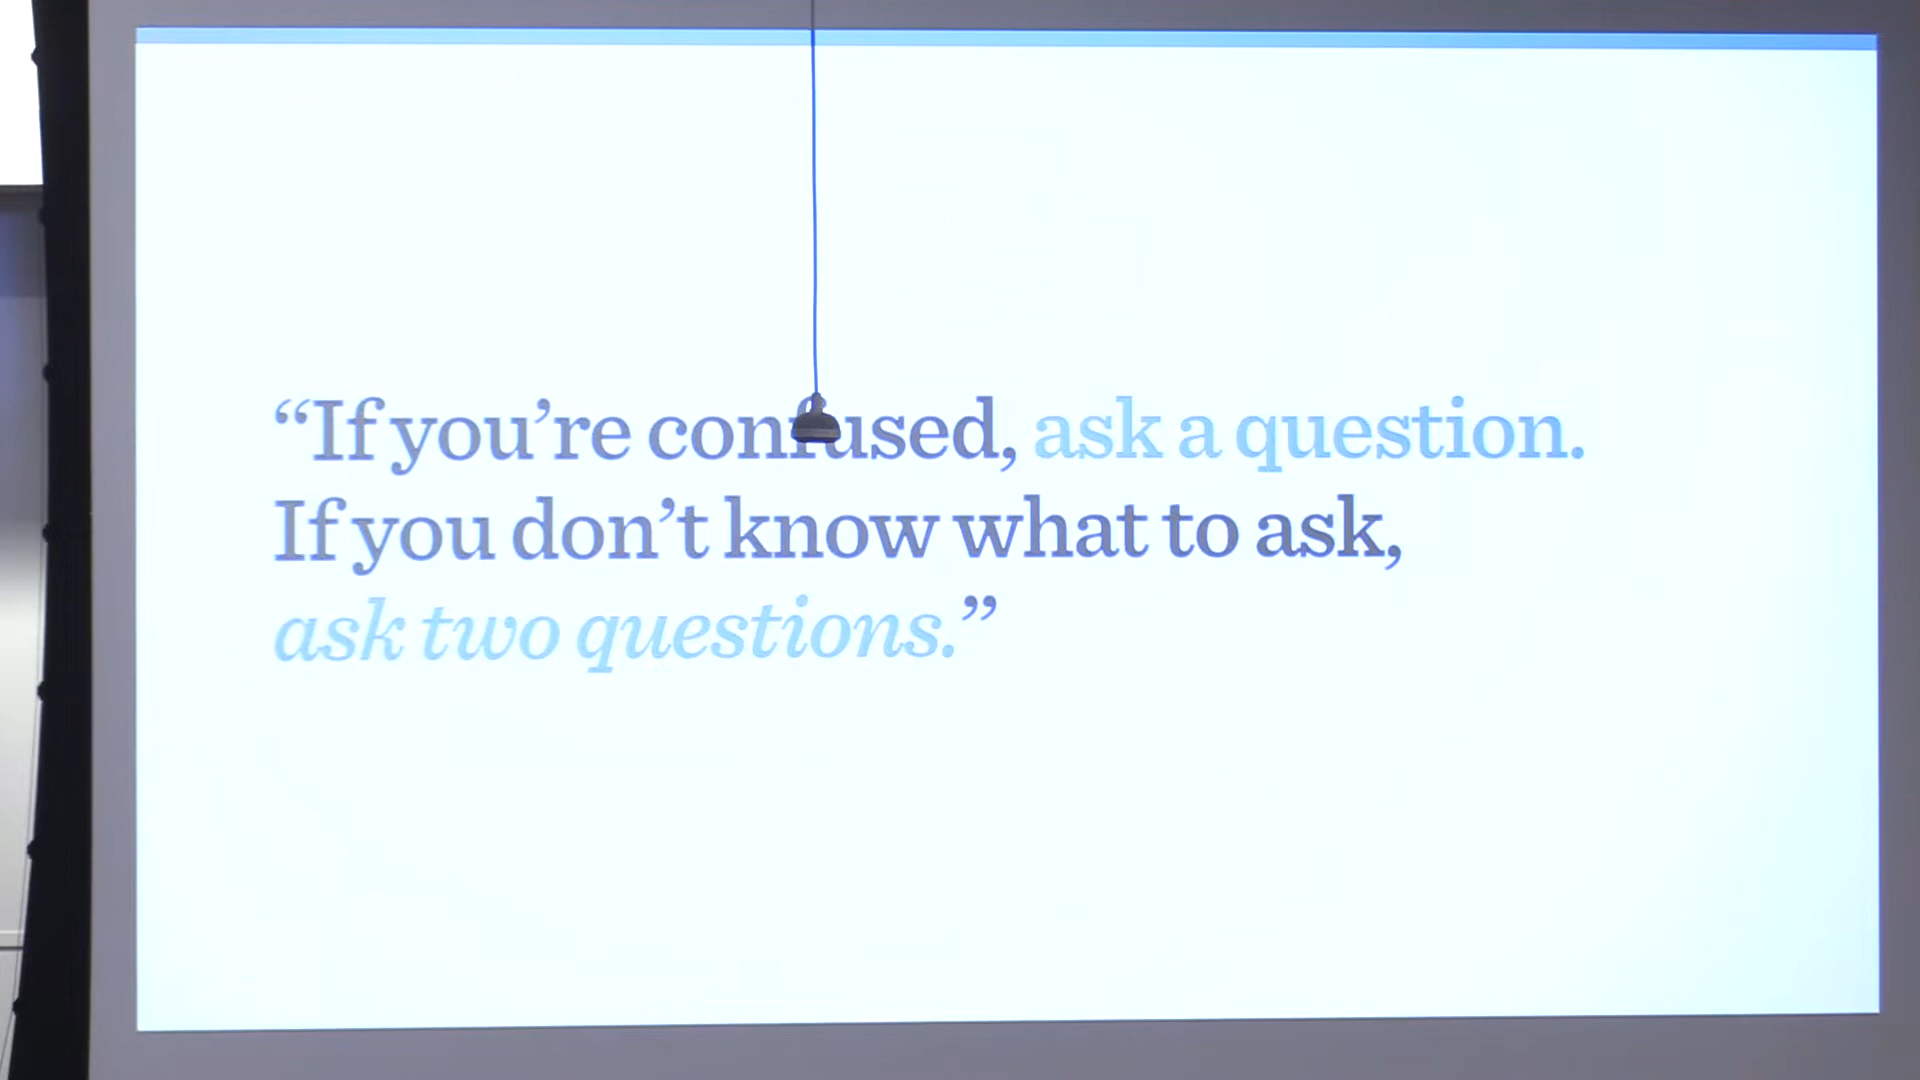 “If you’re confused, ask a question.
If you don’t know what to ask,
ask two questions.”